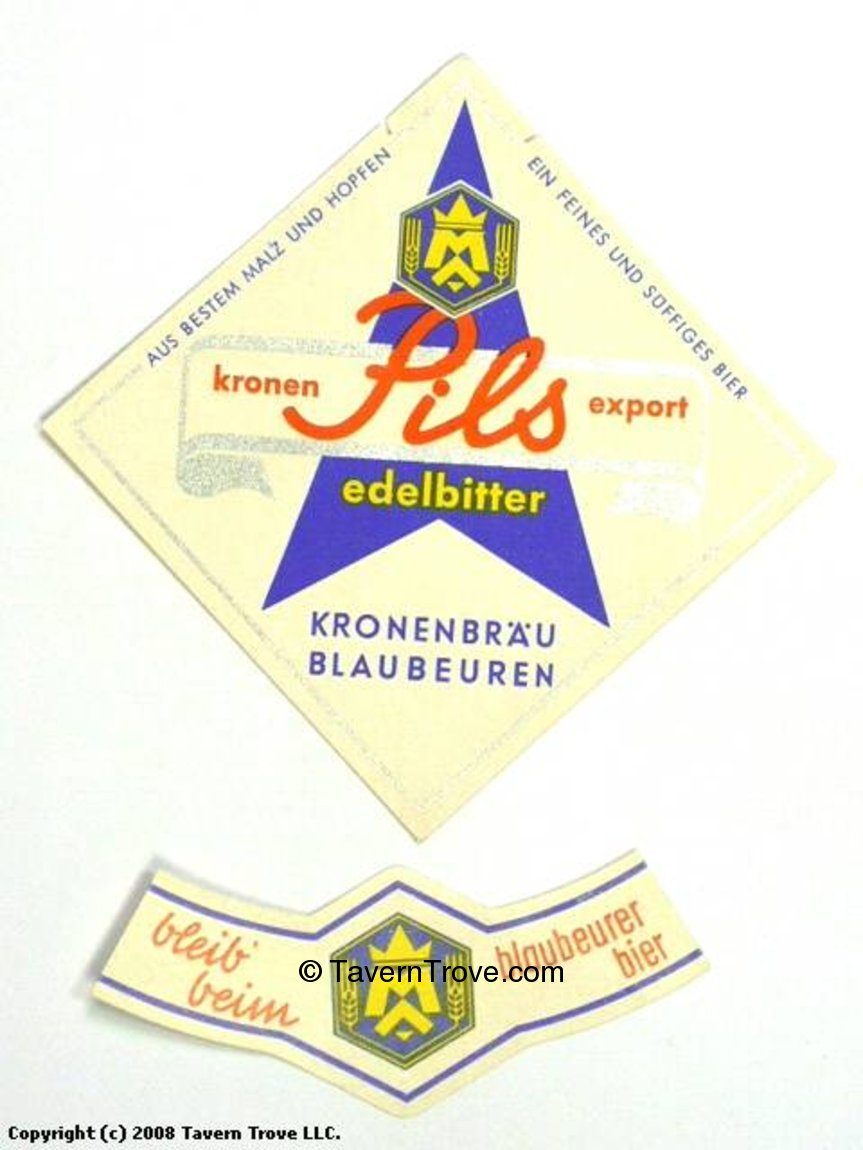 AUS BESTEM MALZ UND HOPFEN
EIN FEINES UND SÜFFIGES BIER
kronen Pils export
edelbitter
KRONENBRÄU
BLAUBEUREN
bleib'
beim
blaubeurer
bier
© TavernTrove.com
Copyright (c) 2008 Tavern Trove LLC.